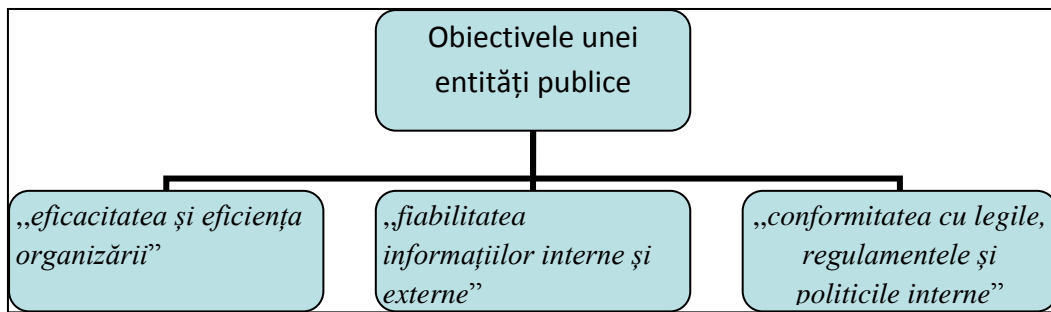 Obiectivele unei
entități publice
„eficacitatea și eficiența
organizării”
„fiabilitatea
informațiilor interne și
externe”
„conformitatea cu legile,
regulamentele și
politicile interne”